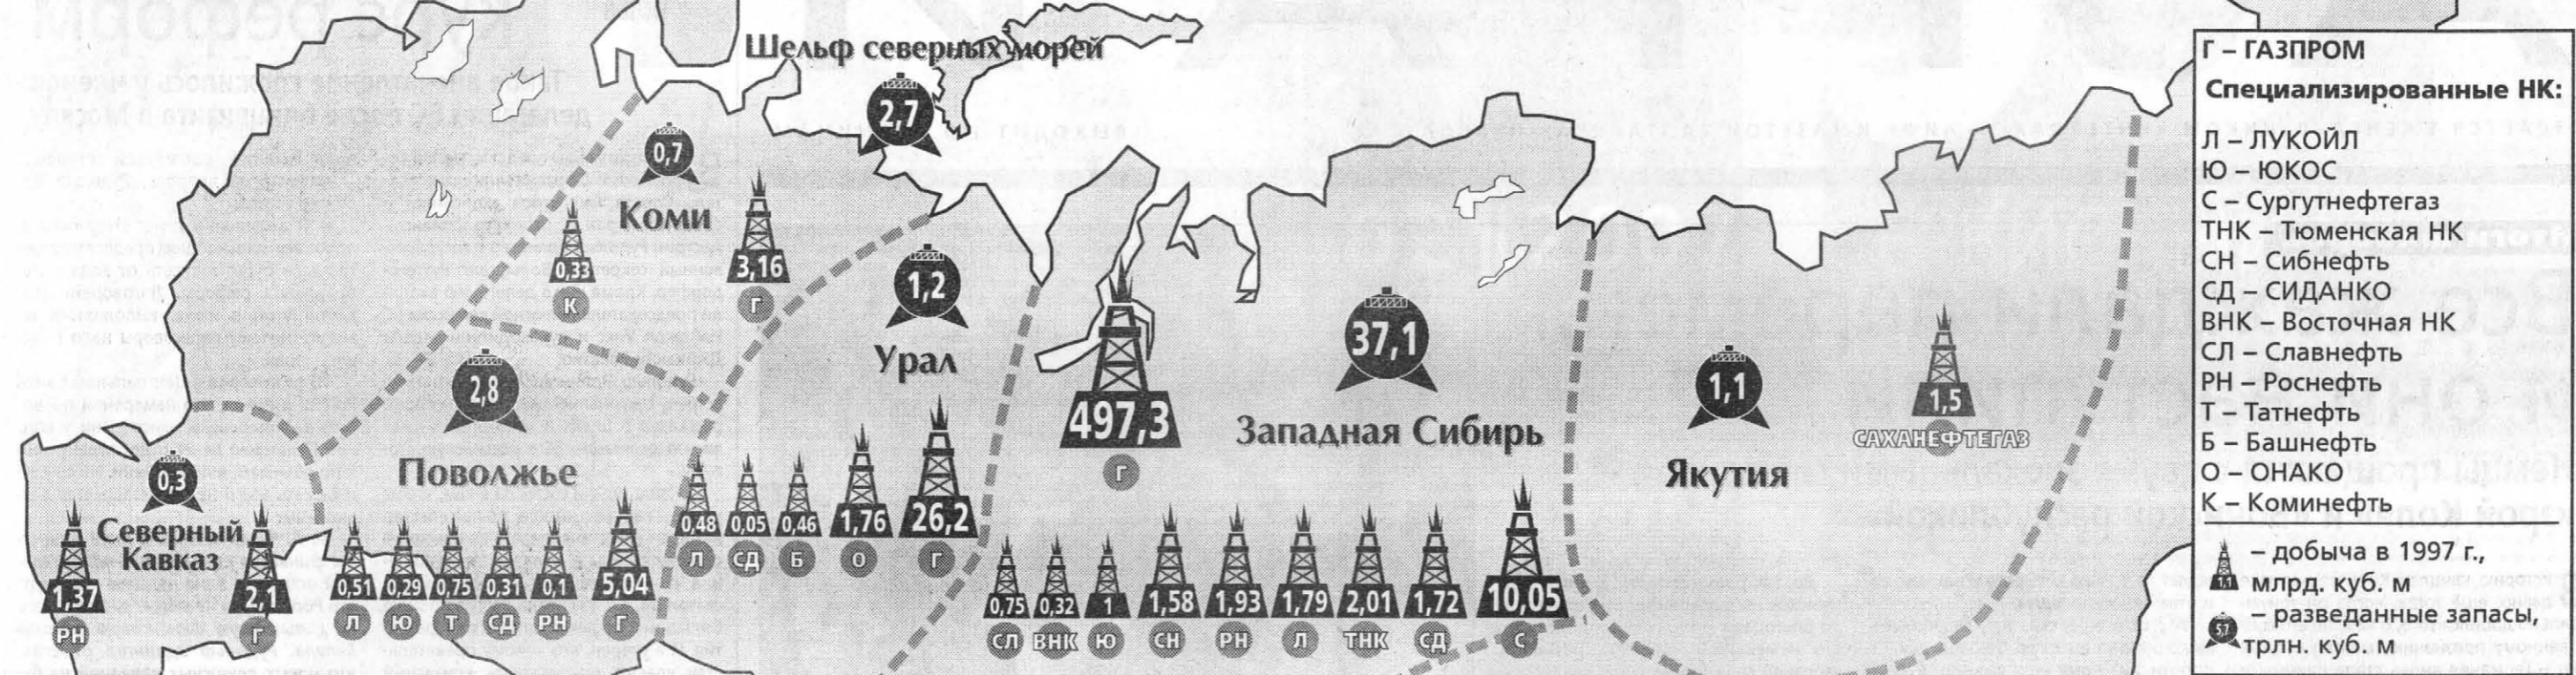 Шельф северных морей
2,7
0,7
Коми
0,33
К
3,16
Г
1,2
Урал
0,48
Л
0,05
СД
0,46
Б
1,76
О
26,2
Г
2,8
Поволжье
0,51
Л
0,29
Ю
0,75
Т
0,31
СД
0,1
РН
5,04
Г
0,3
Северный
Кавказ
1,37
РН
2,1
Г
497,3
Г
37,1
Западная Сибирь
0,75
СЛ
0,32
ВНК
1
Ю
1,58
СН
1,93
РН
1,79
Л
2,01
ТНК
1,72
СД
10,05
С
1,1
Якутия
1,5
САХАНЕФТЕГАЗ
Г – ГАЗПРОМ
Специализированные НК:
Л – ЛУКОЙЛ
Ю – ЮКОС
С – Сургутнефтегаз
ТНК – Тюменская НК
СН – Сибнефть
СД – СИДАНКО
ВНК – Восточная НК
СЛ – Славнефть
РН – Роснефть
Т – Татнефть
Б – Башнефть
О – ОНАКО
К – Коминефть
– добыча в 1997 г.,
млрд. куб. м
– разведанные запасы,
трлн. куб. м